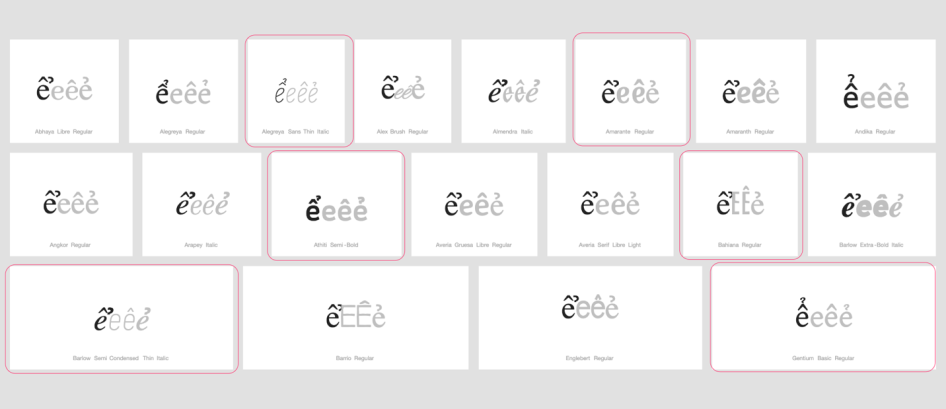 ểeêẻ
Abhaya Libre Regular
ểeêẻ
Alegreya Regular
ểeêẻ
Alegreya Sans Thin Italic
ểeêẻ
Alex Brush Regular
ểeêẻ
Almendra Italic
ểeêẻ
Amarante Regular
ểeêẻ
Amaranth Regular
ểeêẻ
Andika Regular
ểeêẻ
Angkor Regular
ểeêẻ
Arapey Italic
ểeêẻ
Athiti Semi-Bold
ểeêẻ
Averia Gruesa Libre Regular
ểeêẻ
Averia Serif Libre Light
ểEÊẻ
Bahiana Regular
ểeêẻ
Barlow Extra-Bold Italic
ểeêẻ
Barlow Semi Condensed Thin Italic
ểEÊẻ
Barrio Regular
ểeêẻ
Englebert Regular
ểeêẻ
Gentium Basic Regular